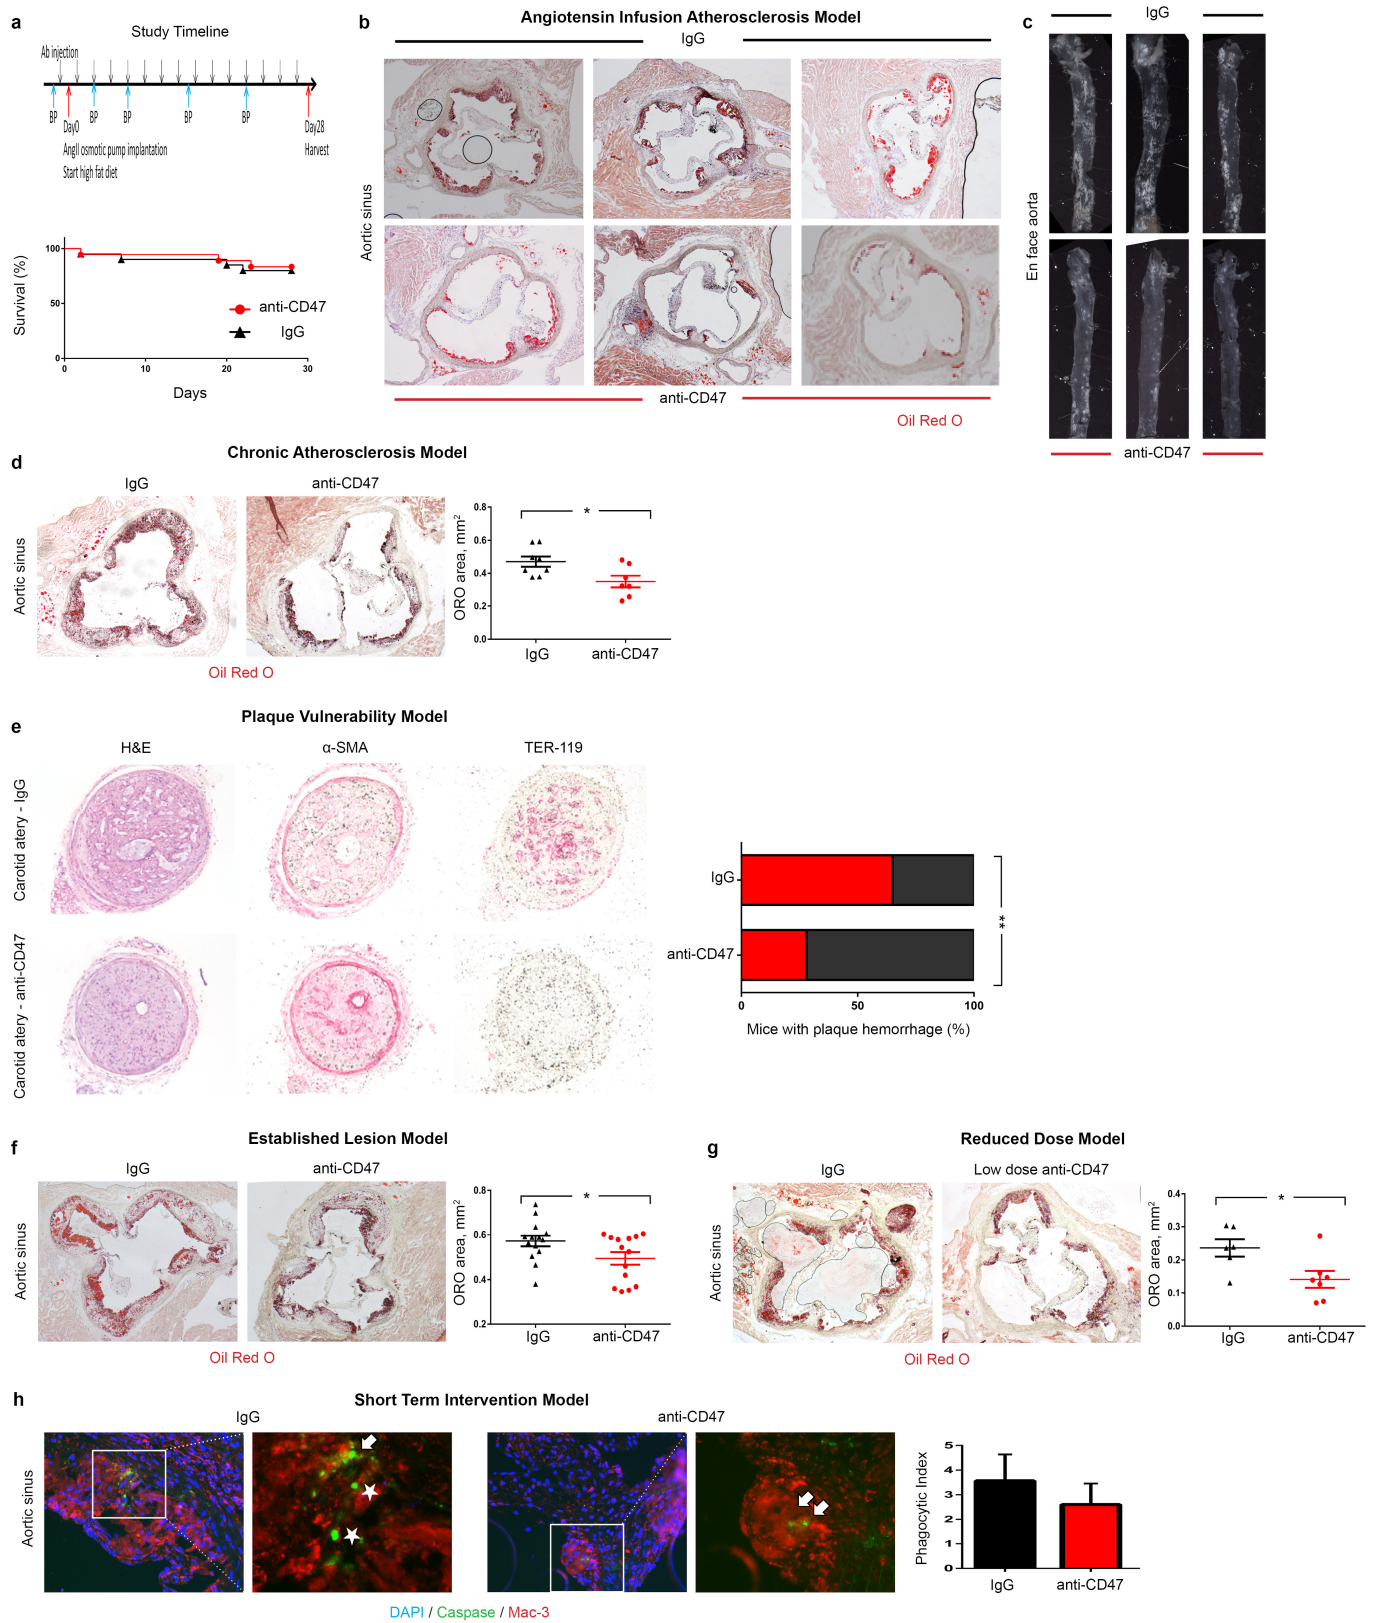 a
Study Timeline
Ab injection
BP
BP
BP
BP
BP
Day0
Day28
AngII osmotic pump implantation
Harvest
Start high fat diet
Survival (%)
100
50
0
anti-CD47
IgG
0
10
20
30
Days
b
Angiotensin Infusion Atherosclerosis Model
IgG
Aortic sinus
anti-CD47
Oil Red O
c
IgG
En face aorta
anti-CD47
d
Chronic Atherosclerosis Model
IgG
anti-CD47
Aortic sinus
Oil Red O
ORO area, mm²
0.8
0.6
0.4
0.2
0.0
*
IgG
anti-CD47
e
Plaque Vulnerability Model
H&E
α-SMA
TER-119
Carotid atery - IgG
Carotid atery - anti-CD47
IgG
anti-CD47
**
0
50
100
Mice with plaque hemorrhage (%)
f
Established Lesion Model
IgG
anti-CD47
Aortic sinus
Oil Red O
ORO area, mm²
0.8
0.6
0.4
0.2
*
IgG
anti-CD47
g
Reduced Dose Model
IgG
Low dose anti-CD47
Aortic sinus
Oil Red O
ORO area, mm²
0.4
0.3
0.2
0.1
0.0
*
IgG
anti-CD47
h
Short Term Intervention Model
IgG
anti-CD47
Aortic sinus
DAPI / Caspase / Mac-3
Phagocytic Index
5
4
3
2
1
0
IgG
anti-CD47